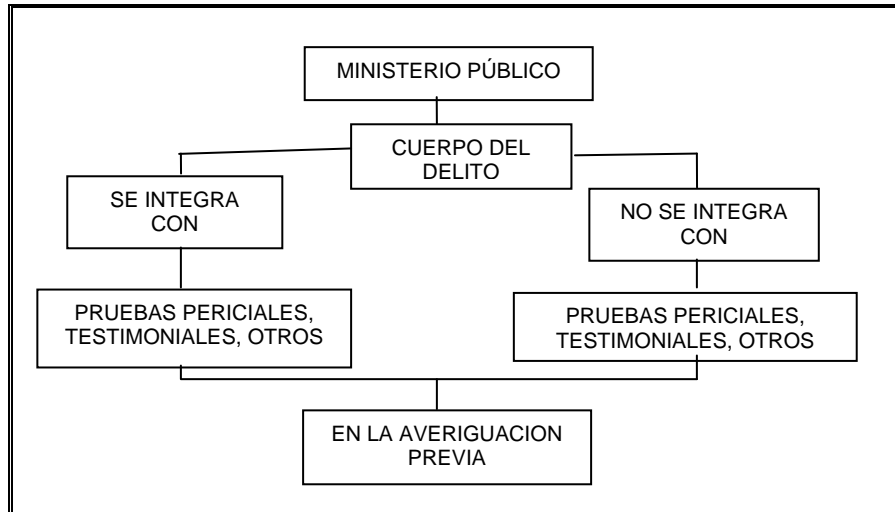 MINISTERIO PÚBLICO
CUERPO DEL
DELITO
SE INTEGRA
CON
NO SE INTEGRA
CON
PRUEBAS PERICIALES,
TESTIMONIALES, OTROS
PRUEBAS PERICIALES,
TESTIMONIALES, OTROS
EN LA AVERIGUACION
PREVIA